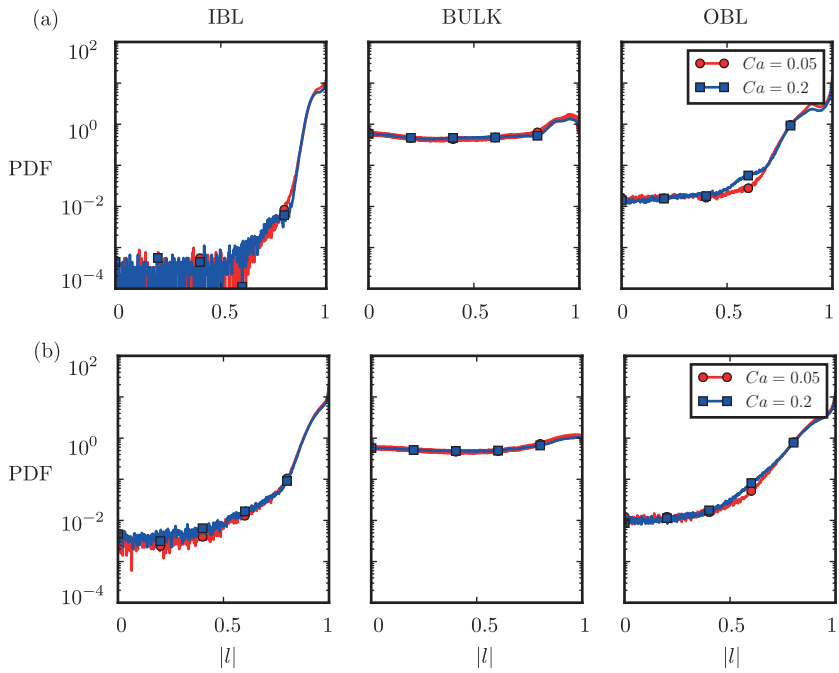 (a)
IBL BULK OBL
10^2
10^0
10^−2
10^−4
PDF
Ca = 0.05
Ca = 0.2
0 0.5 1 0 0.5 1 0 0.5 1
(b)
10^2
10^0
10^−2
10^−4
PDF
Ca = 0.05
Ca = 0.2
0 0.5 1 0 0.5 1 0 0.5 1
|l| |l| |l|